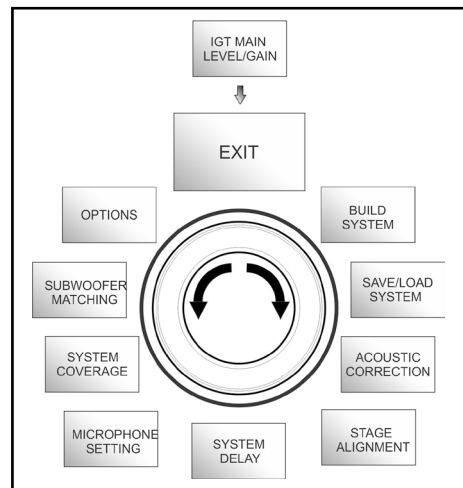 IGT MAIN
LEVEL/GAIN
EXIT
OPTIONS
BUILD
SYSTEM
SUBWOOFER
MATCHING
SAVE/LOAD
SYSTEM
SYSTEM
COVERAGE
ACOUSTIC
CORRECTION
MICROPHONE
SETTING
SYSTEM
DELAY
STAGE
ALIGNMENT